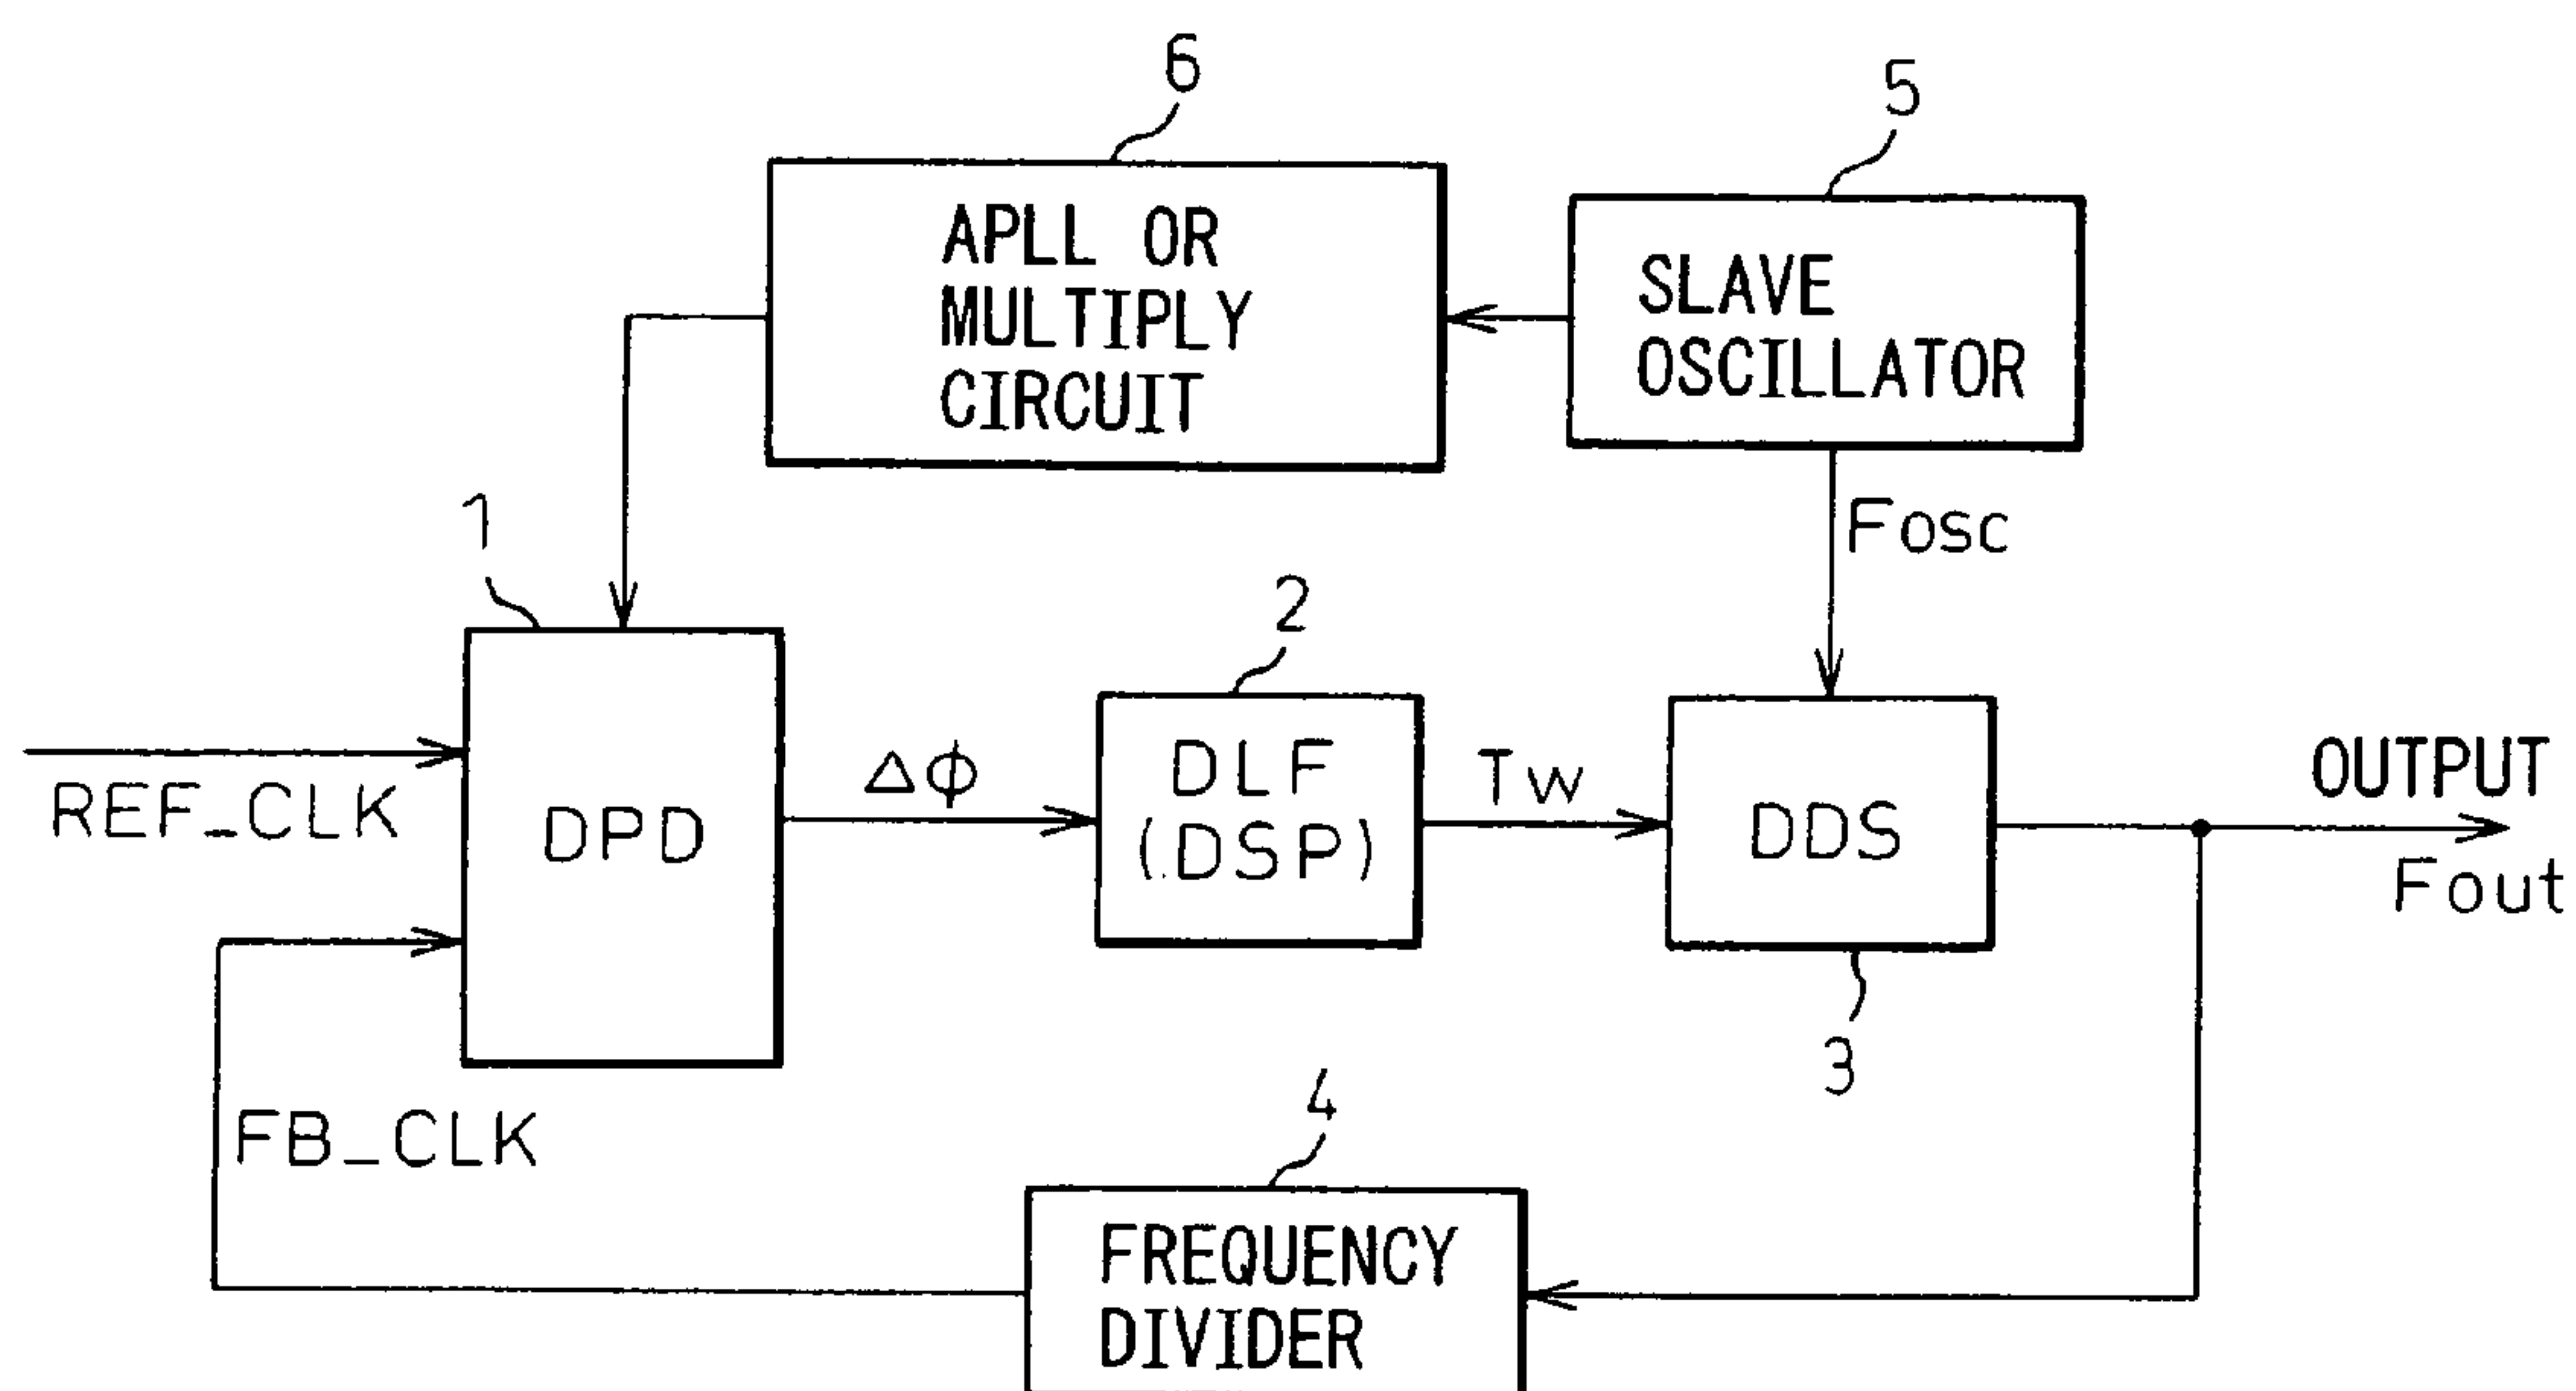 6
5
APLL OR
MULTIPLY
CIRCUIT
SLAVE
OSCILLATOR
Fosc
1
2
REF_CLK
DPD
Δϕ
DLF
(DSP)
Tw
DDS
OUTPUT
Fout
3
FB_CLK
4
FREQUENCY
DIVIDER